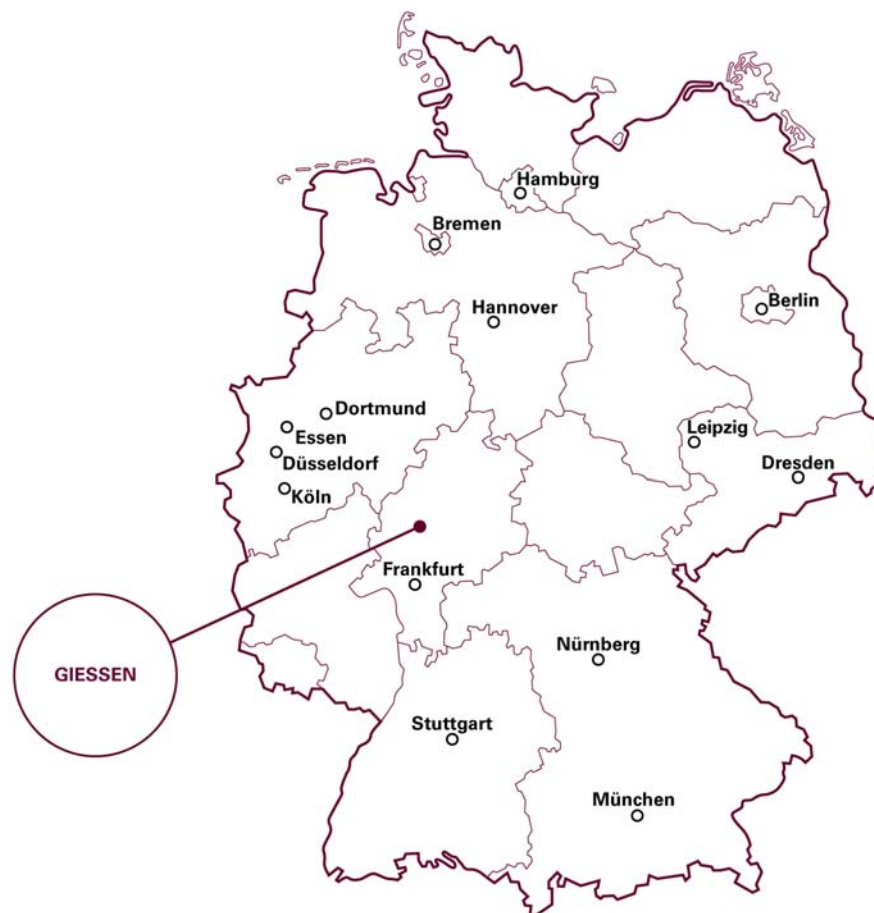 Hamburg
Bremen
Berlin
Hannover
Dortmund
Leipzig
Essen
Düsseldorf
Dresden
Köln
Frankfurt
Nürnberg
GIESSEN
Stuttgart
München